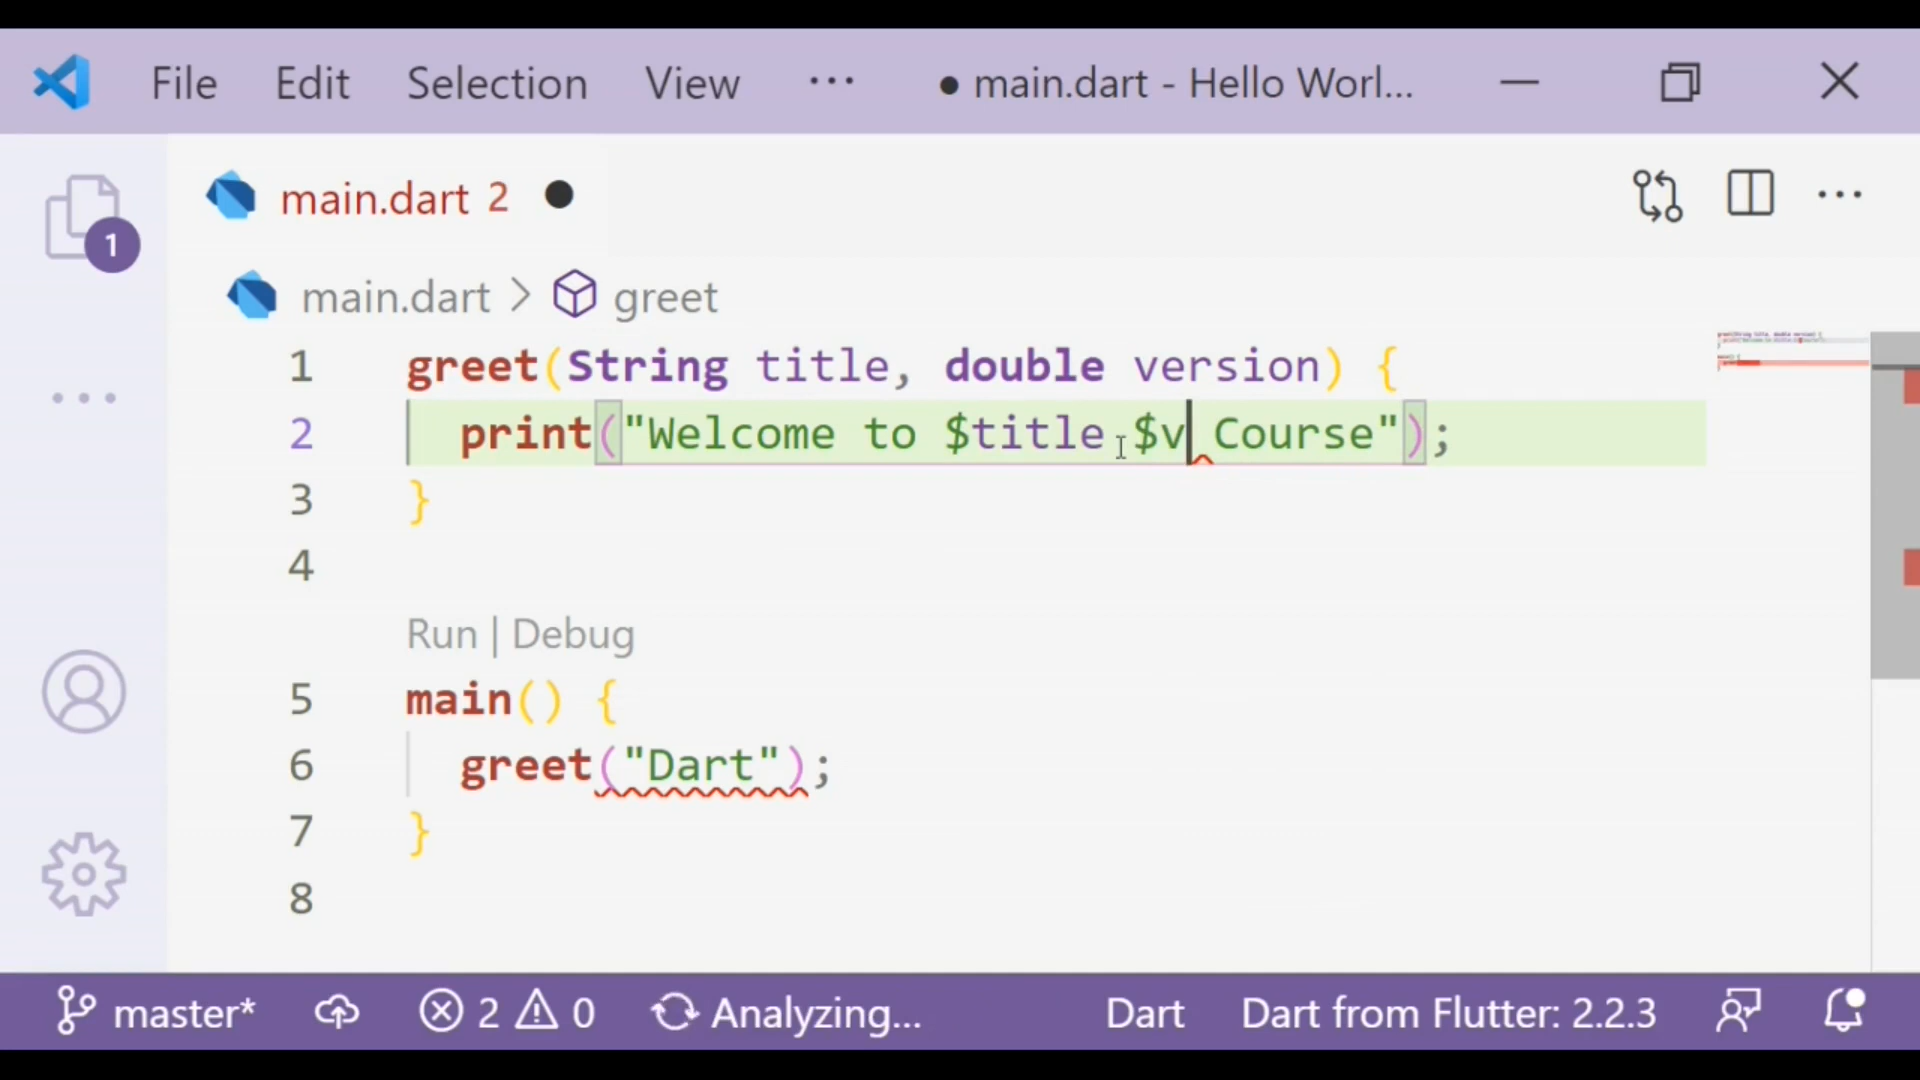 File Edit Selection View ... ● main.dart - Hello Worl...
main.dart 2 ●
1
main.dart > greet
1 greet(String title, double version) {
2 print("Welcome to $title $v Course");
3 }
4
Run | Debug
5 main() {
6 greet("Dart");
7 }
8
master* 2 0 Analyzing... Dart Dart from Flutter: 2.2.3